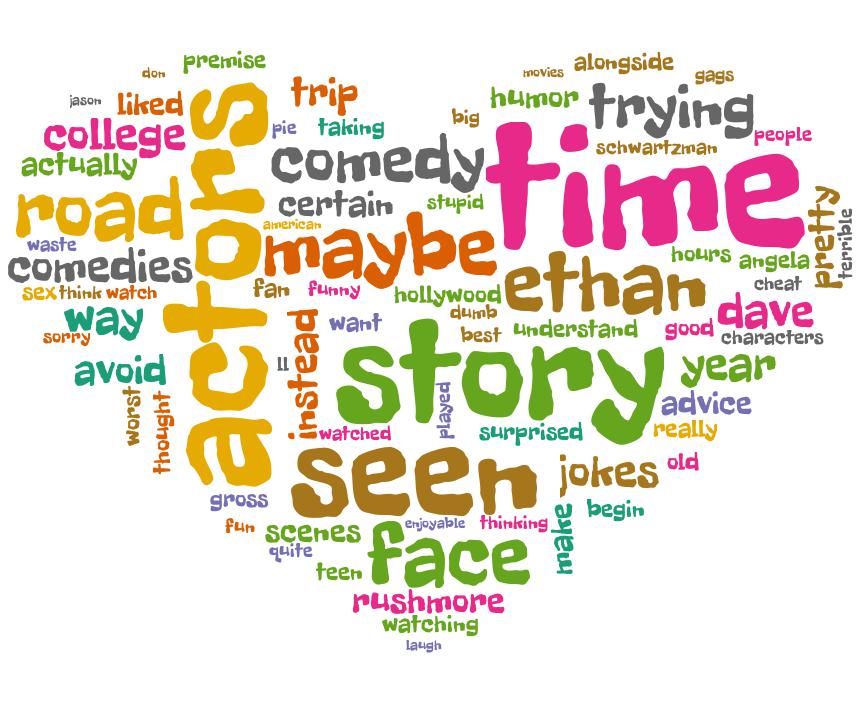 premise
alongside
don
movies
gags
jason
liked
trip
humor
trying
college
pie
taking
big
people
actually
comedy
schwartzman
actors
time
road
certain
stupid
pretty
american
terrible
waste
maybe
comedies
hours
angela
sex
think
watch
fan
funny
hollywood
ethan
cheat
way
want
dumb
dave
sorry
best
understand
good
characters
instead
story
avoid
ll
year
worst
thought
played
advice
watched
surprised
really
seen
jokes
old
gross
fun
scenes
enjoyable
thinking
make
begin
quite
teen
face
rushmore
watching
laugh